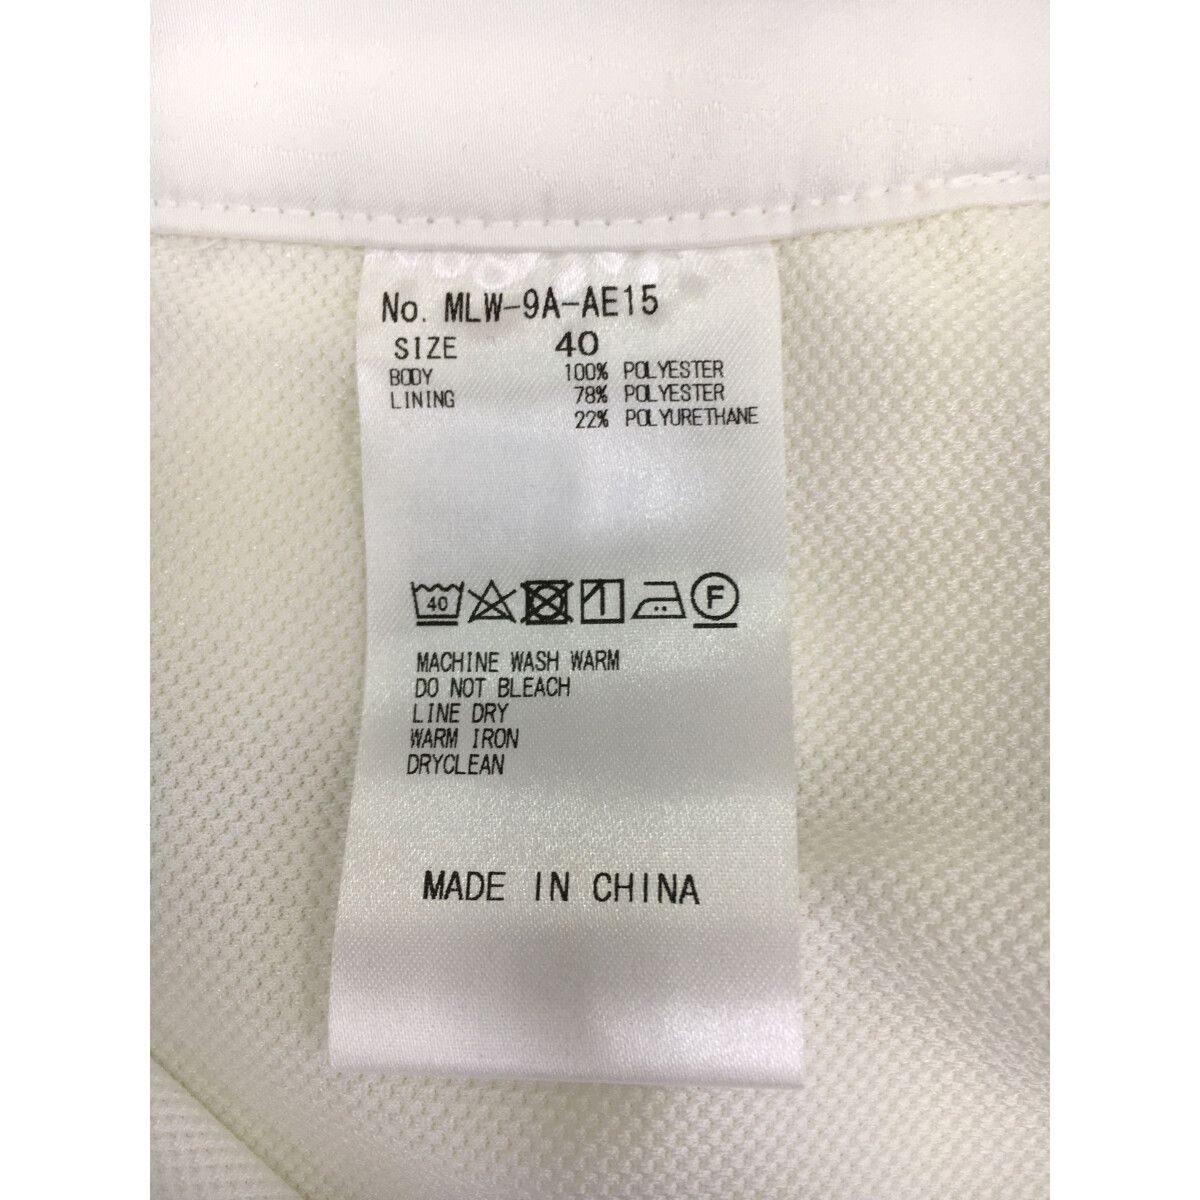 No. MLW-9A-AE15
SIZE 40
BODY 100% POLYESTER
LINING 78% POLYESTER
22% POLYURETHANE
40 F
MACHINE WASH WARM
DO NOT BLEACH
LINE DRY
WARM IRON
DRYCLEAN
MADE IN CHINA